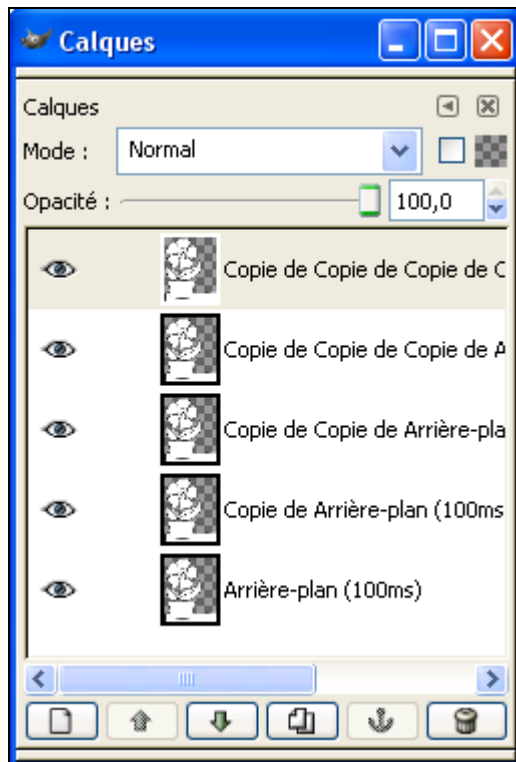 Calques
Calques
Mode : Normal
Opacité : 100,0
Copie de Copie de Copie de C
Copie de Copie de Copie de A
Copie de Copie de Arrière-pla
Copie de Arrière-plan (100ms
Arrière-plan (100ms)